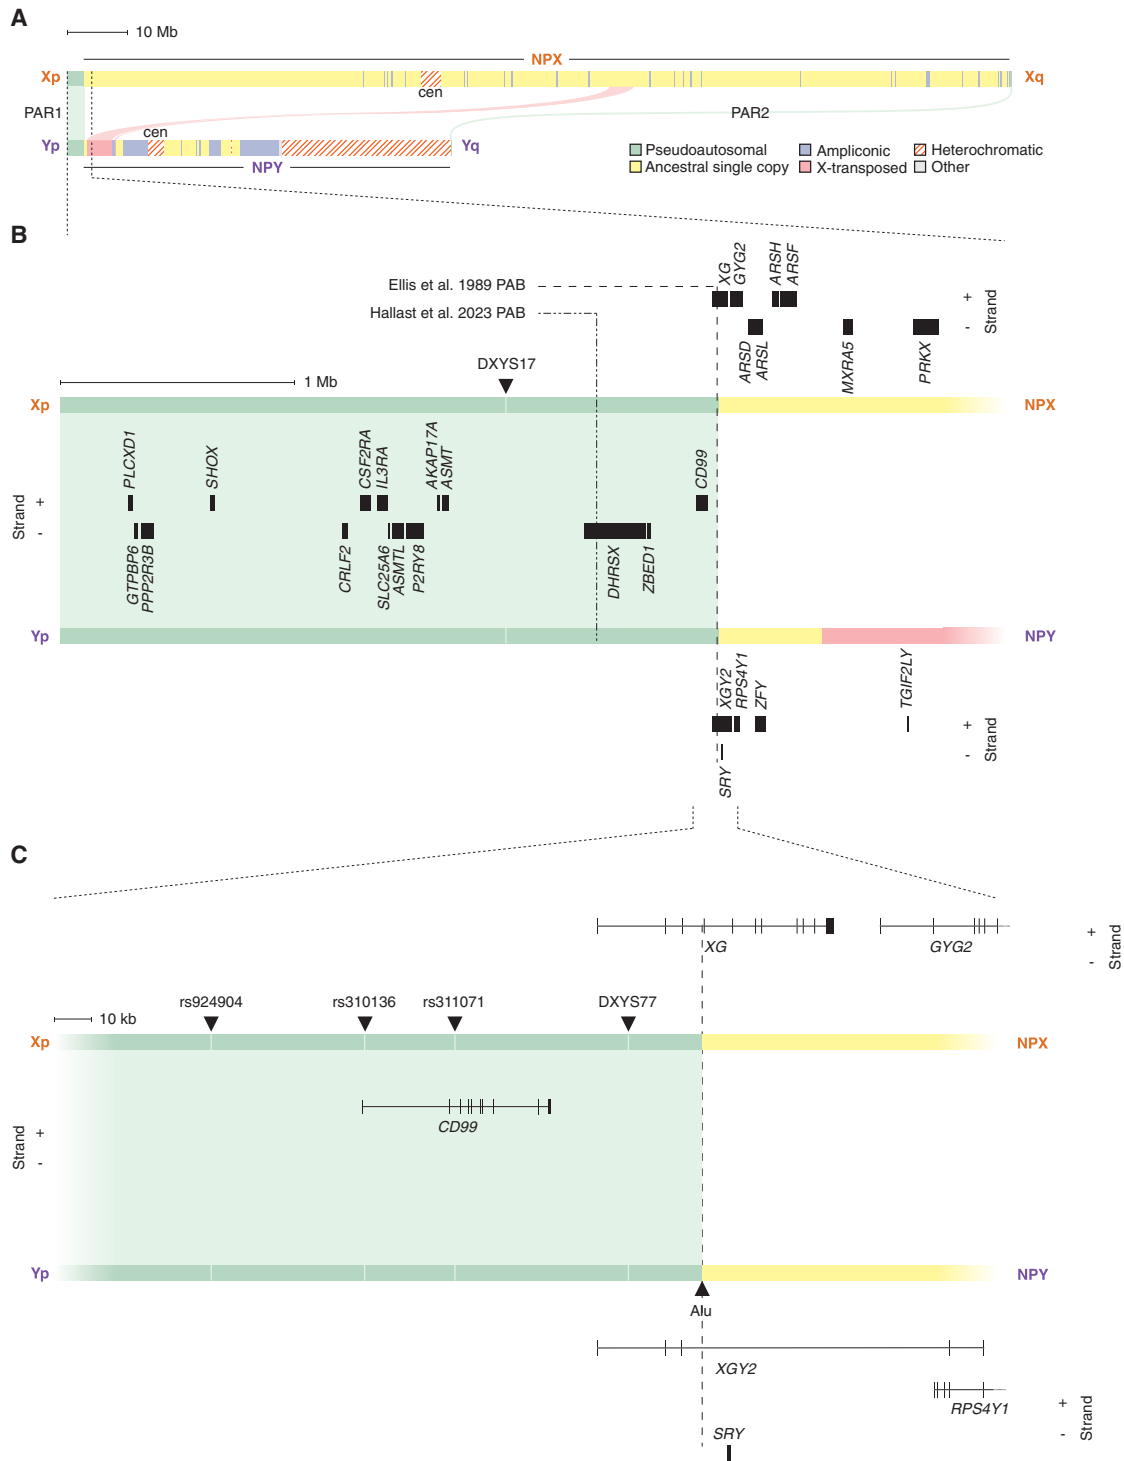 A
10 Mb
NPX
Xp
Xq
cen
PAR1
PAR2
cen
Yp
Yq
NPY
Pseudoautosomal
Ampliconic
Heterochromatic
Ancestral single copy
X-transposed
Other
B
XG
GYG2
ARSH
ARSF
Ellis et al. 1989 PAB
Hallast et al. 2023 PAB
+
-
Strand
ARSD
ARSL
MXRA5
PRKX
DXYS17
1 Mb
Xp
NPX
PLCXD1
SHOX
CSF2RA
IL3RA
AKAP17A
ASMT
CD99
Strand
+
-
GTPBP6
PPP2R3B
CRLF2
SLC25A6
ASMTL
P2RY8
DHRSX
ZBED1
Yp
NPY
XGY2
RPS4Y1
ZFY
TGIF2LY
+
-
Strand
SRY
C
XG
GYG2
+
-
Strand
rs924904
rs310136
rs311071
DXYS77
10 kb
Xp
NPX
CD99
Strand
+
-
Yp
NPY
Alu
XGY2
RPS4Y1
+
-
Strand
SRY